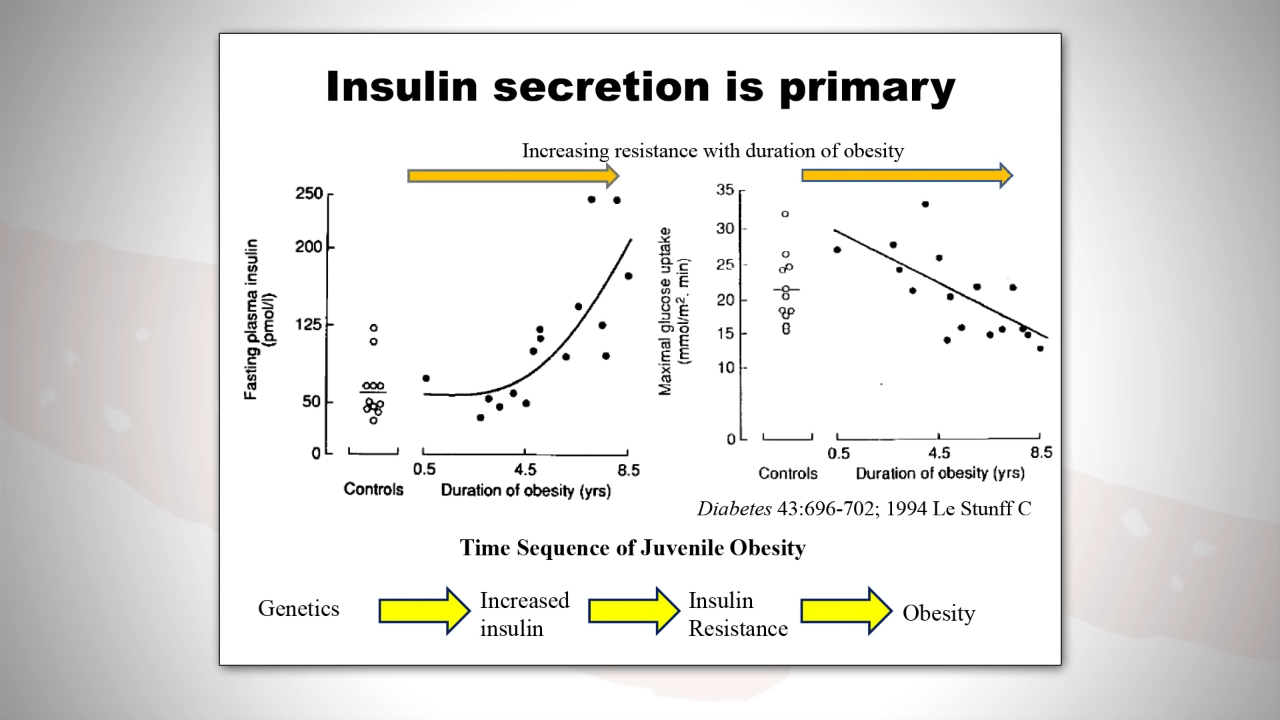 Insulin secretion is primary
Increasing resistance with duration of obesity
Fasting plasma insulin
(pmol/l)
250
200
125
50
0
Controls
0.5
4.5
8.5
Duration of obesity (yrs)
Maximal glucose uptake
(mmol/m². min)
35
30
25
20
15
10
0
Controls
0.5
4.5
8.5
Duration of obesity (yrs)
Diabetes 43:696-702; 1994 Le Stunff C
Time Sequence of Juvenile Obesity
Genetics
Increased
insulin
Insulin
Resistance
Obesity